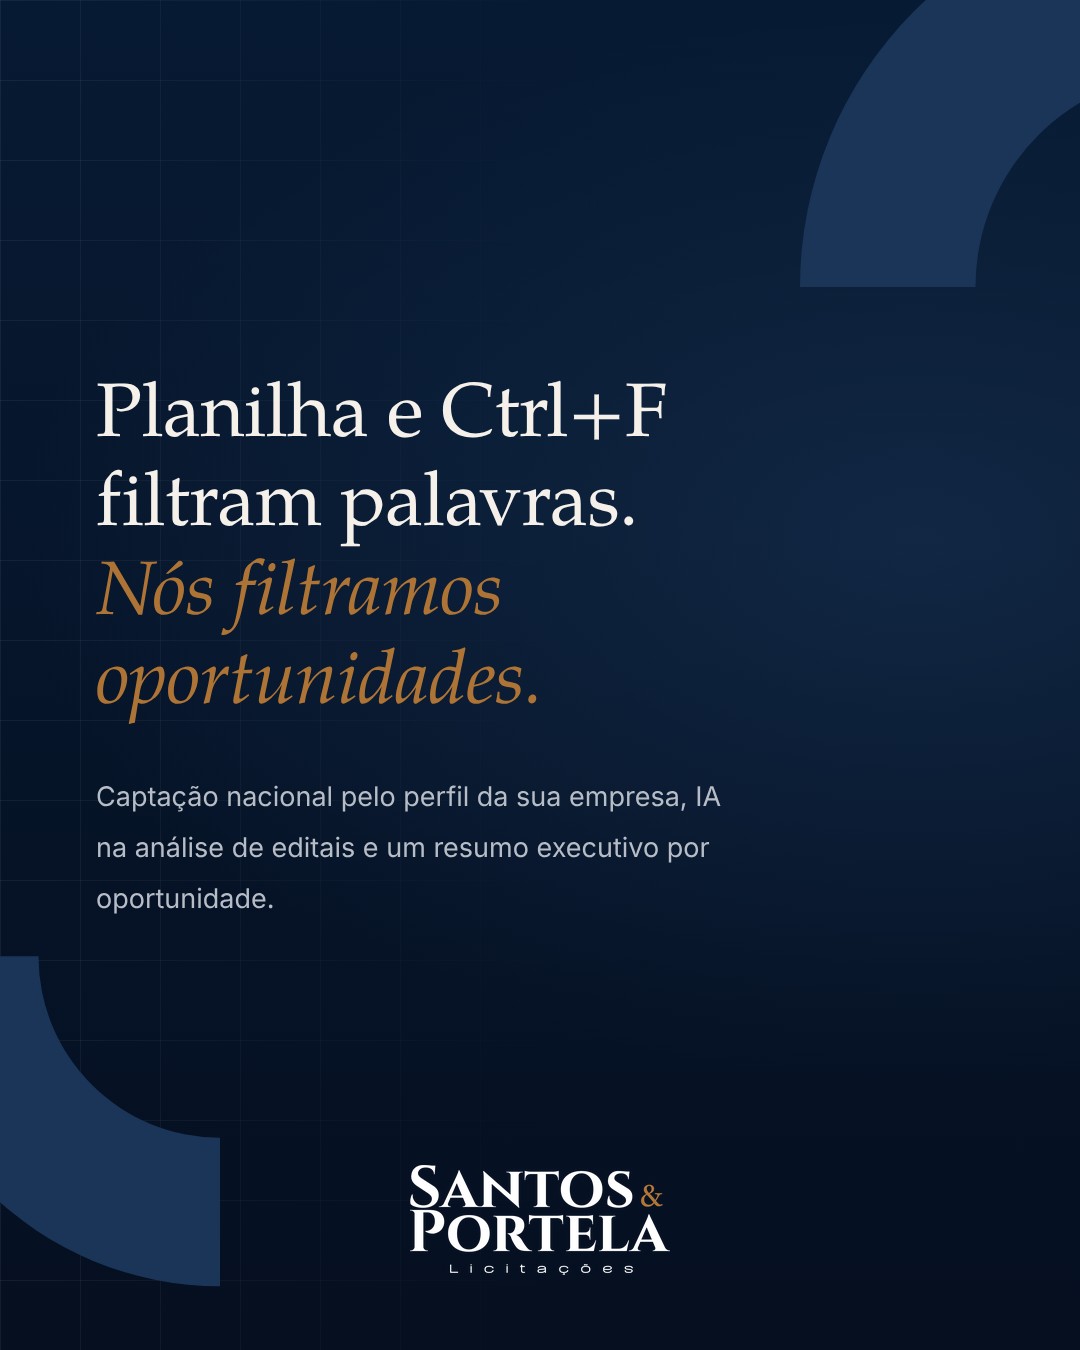 Planilha e Ctrl+F
filtram palavras.
Nós filtramos
oportunidades.
Captação nacional pelo perfil da sua empresa, IA
na análise de editais e um resumo executivo por
oportunidade.
SANTOS &
PORTELA
Licitações